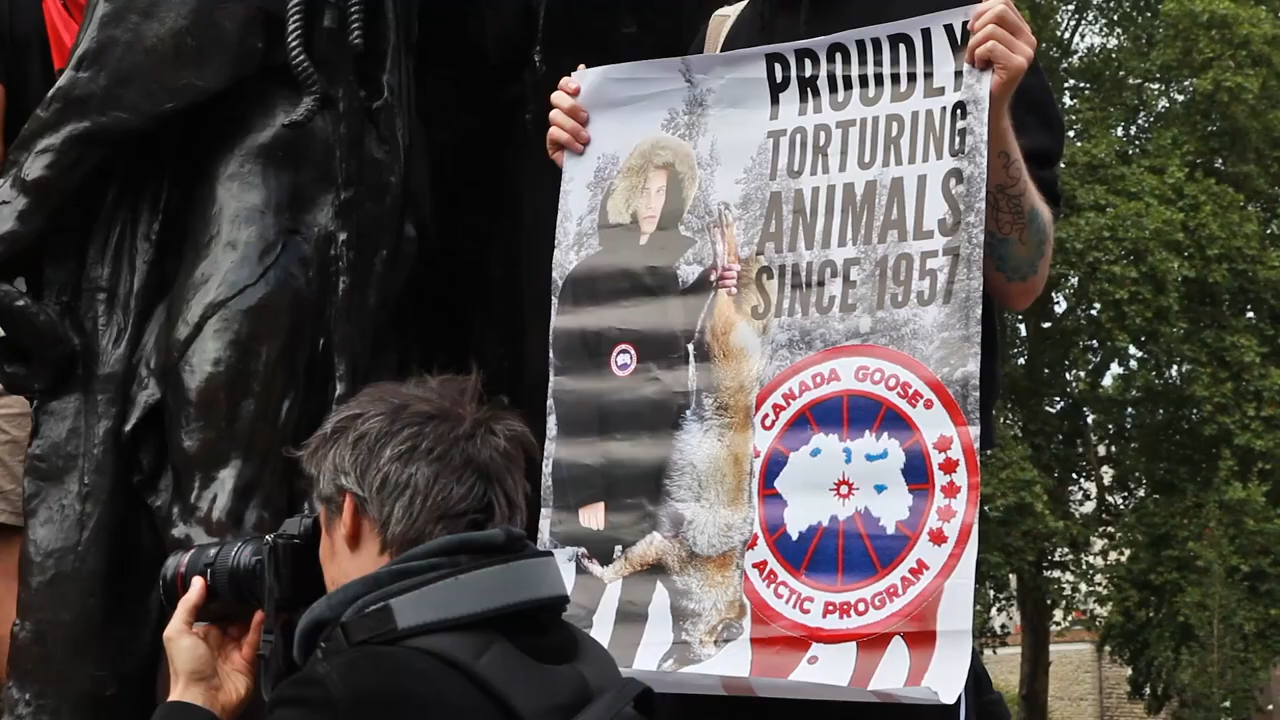 PROUDLY
TORTURING
ANIMALS
SINCE 1957
CANADA GOOSE®
ARCTIC PROGRAM